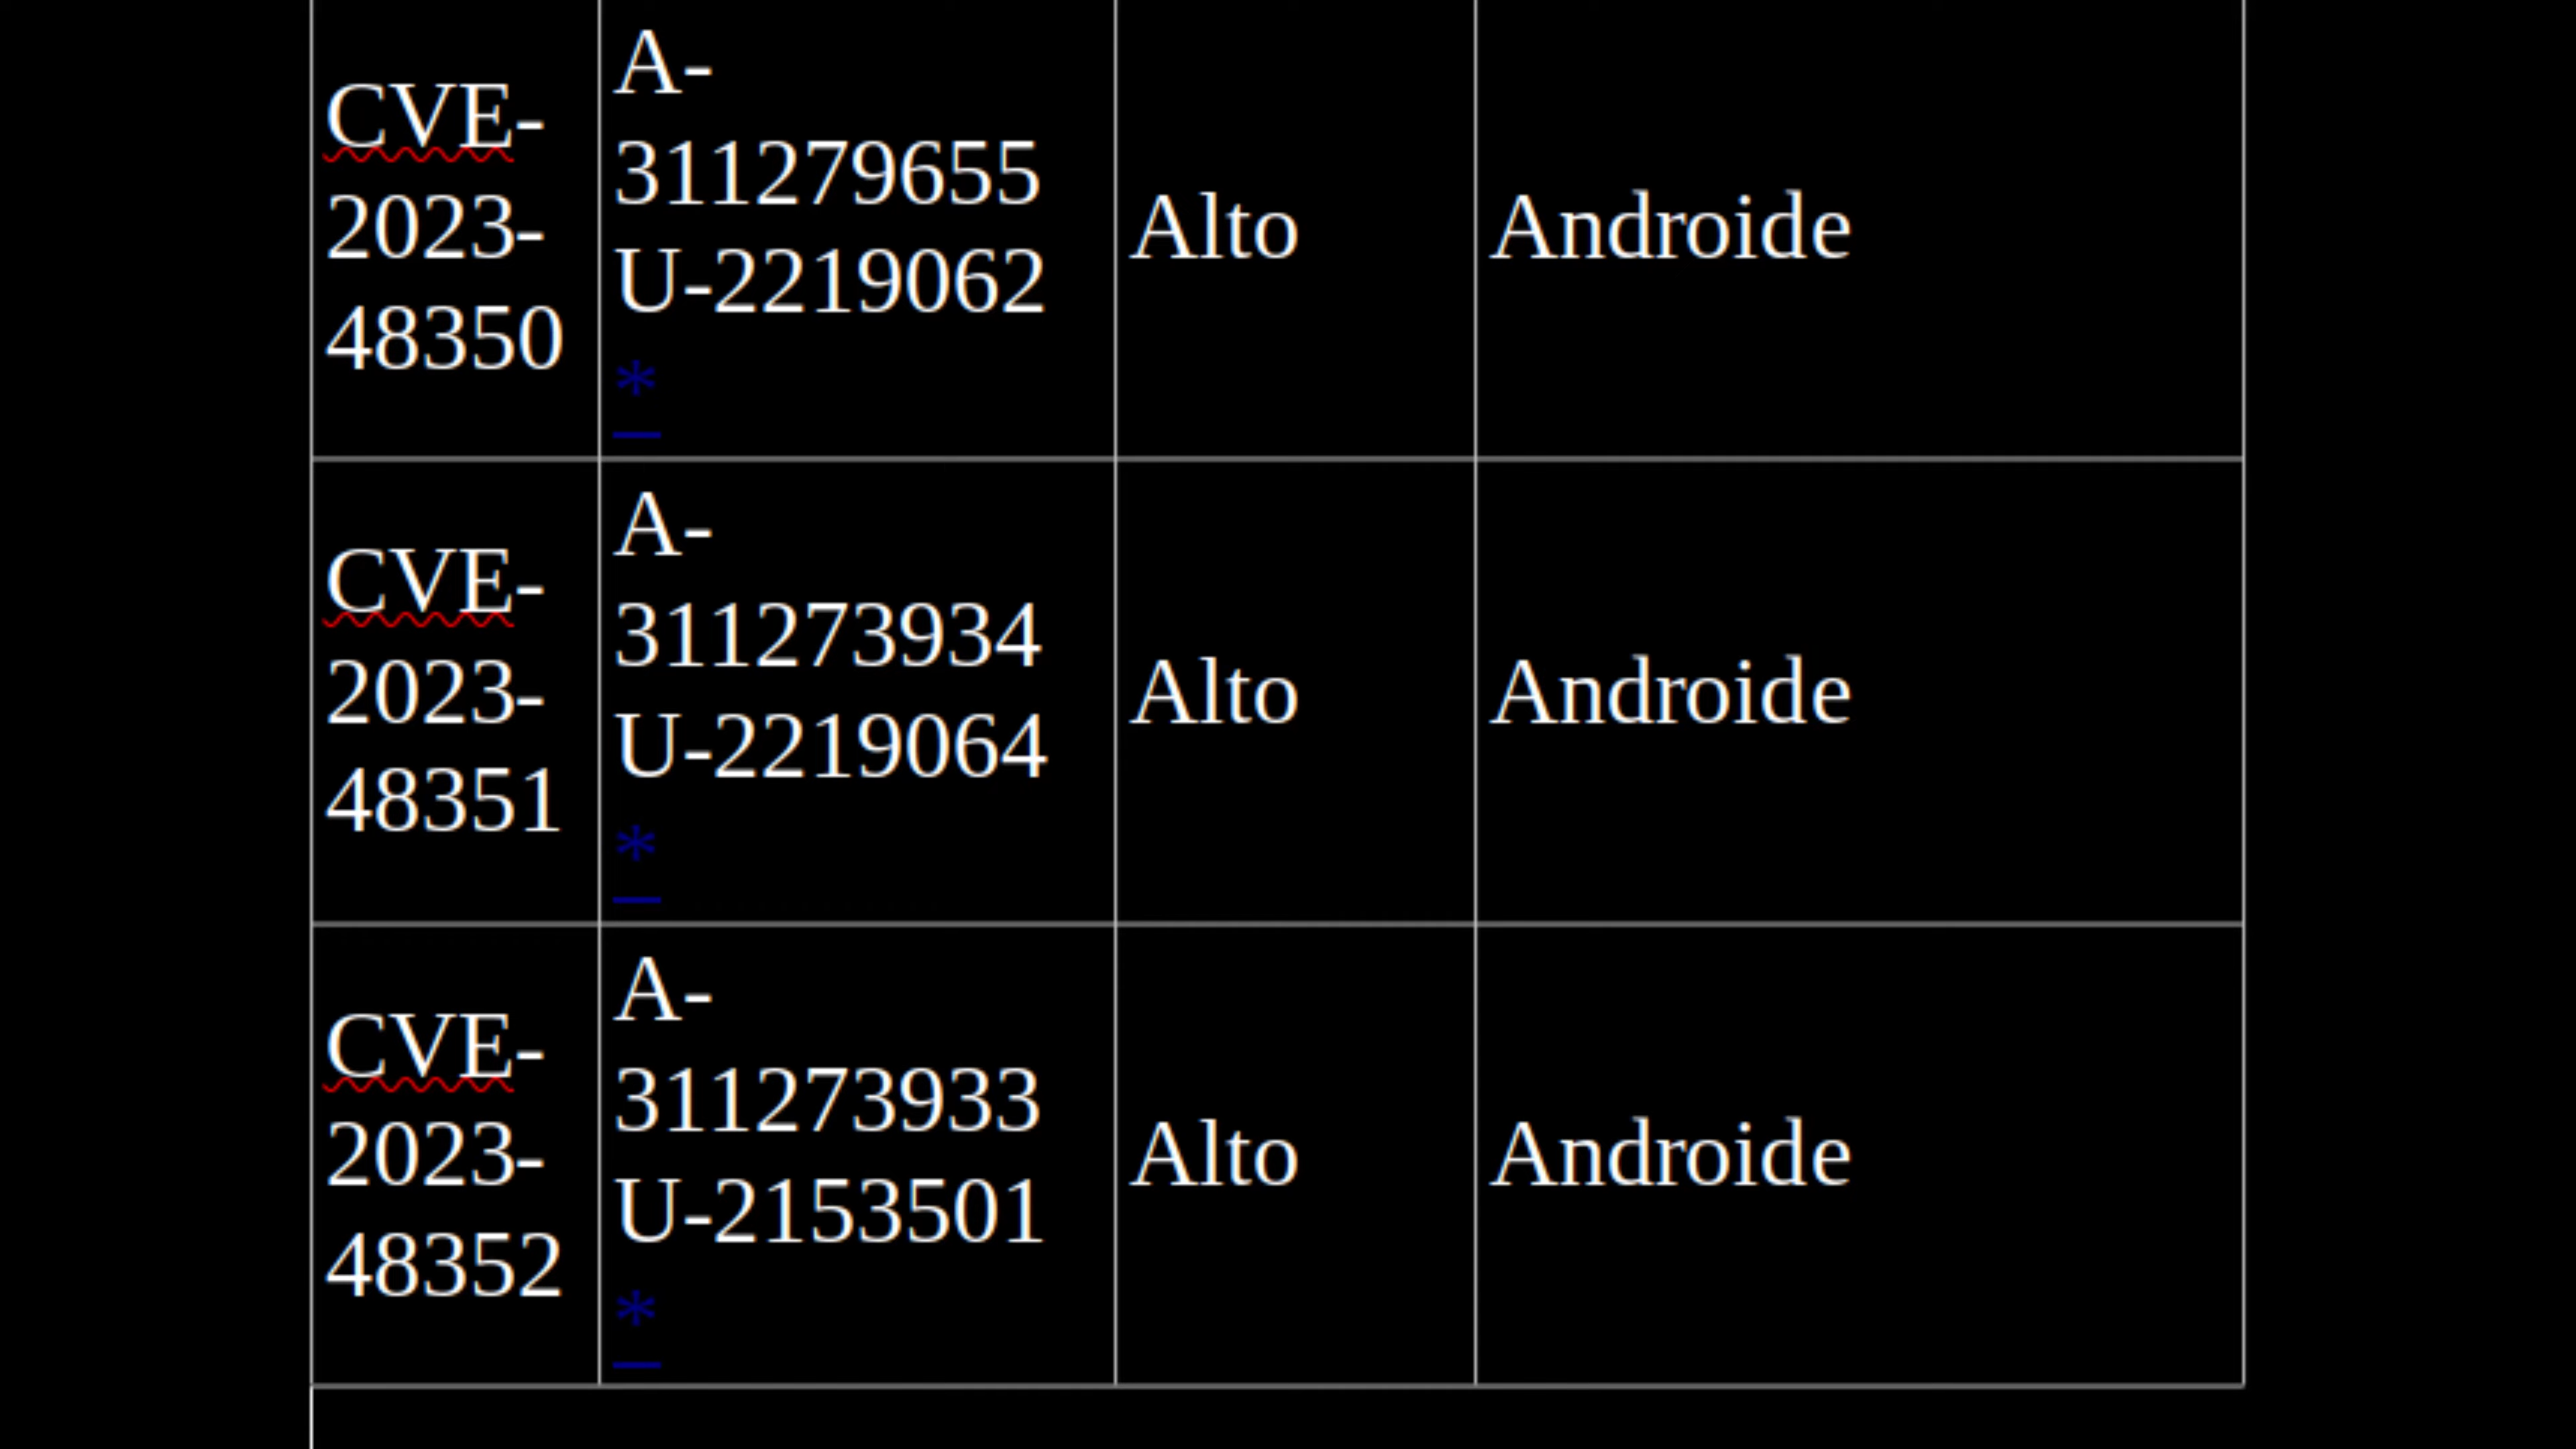 CVE-
2023-
48350
A-
311279655
U-2219062
*
Alto
Androide
CVE-
2023-
48351
A-
311273934
U-2219064
*
Alto
Androide
CVE-
2023-
48352
A-
311273933
U-2153501
*
Alto
Androide